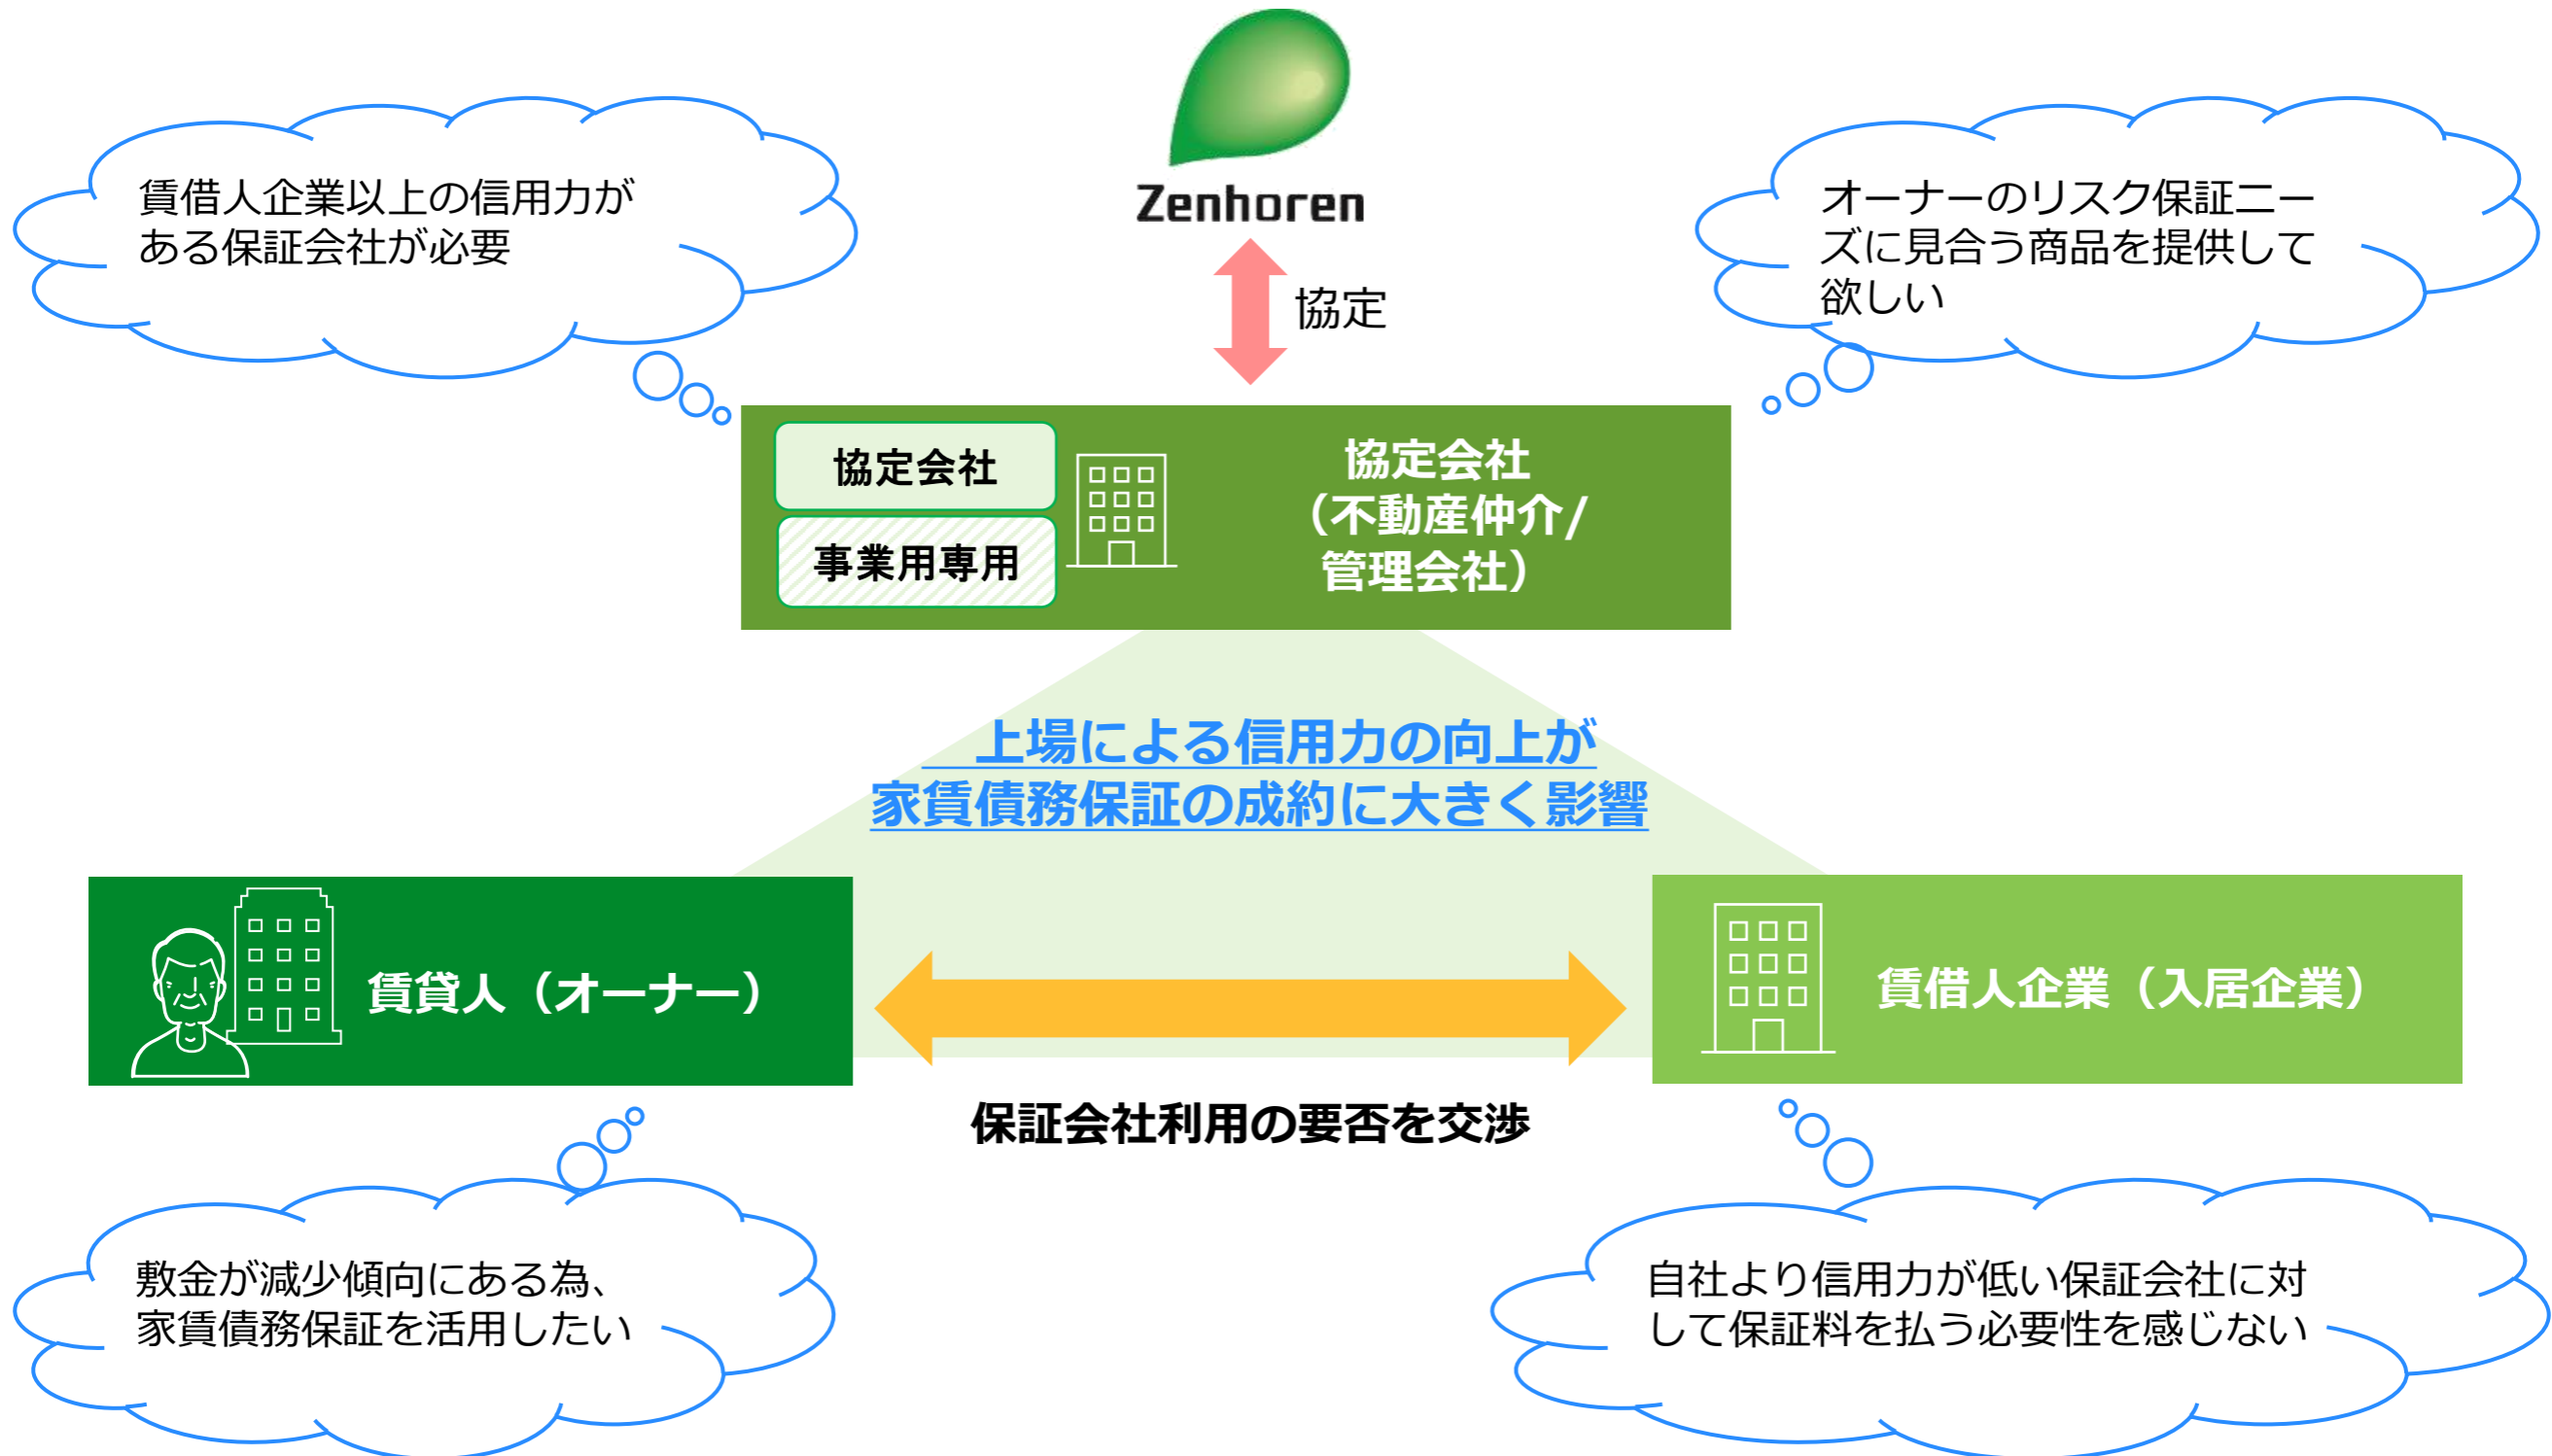 Zenhoren
賃借人企業以上の信用力が
ある保証会社が必要
オーナーのリスク保証ニー
ズに見合う商品を提供して
欲しい
協定
協定会社
事業用専用
協定会社
（不動産仲介/
管理会社）
上場による信用力の向上が
家賃債務保証の成約に大きく影響
賃貸人（オーナー）
賃借人企業（入居企業）
保証会社利用の要否を交渉
敷金が減少傾向にある為、
家賃債務保証を活用したい
自社より信用力が低い保証会社に対
して保証料を払う必要性を感じない